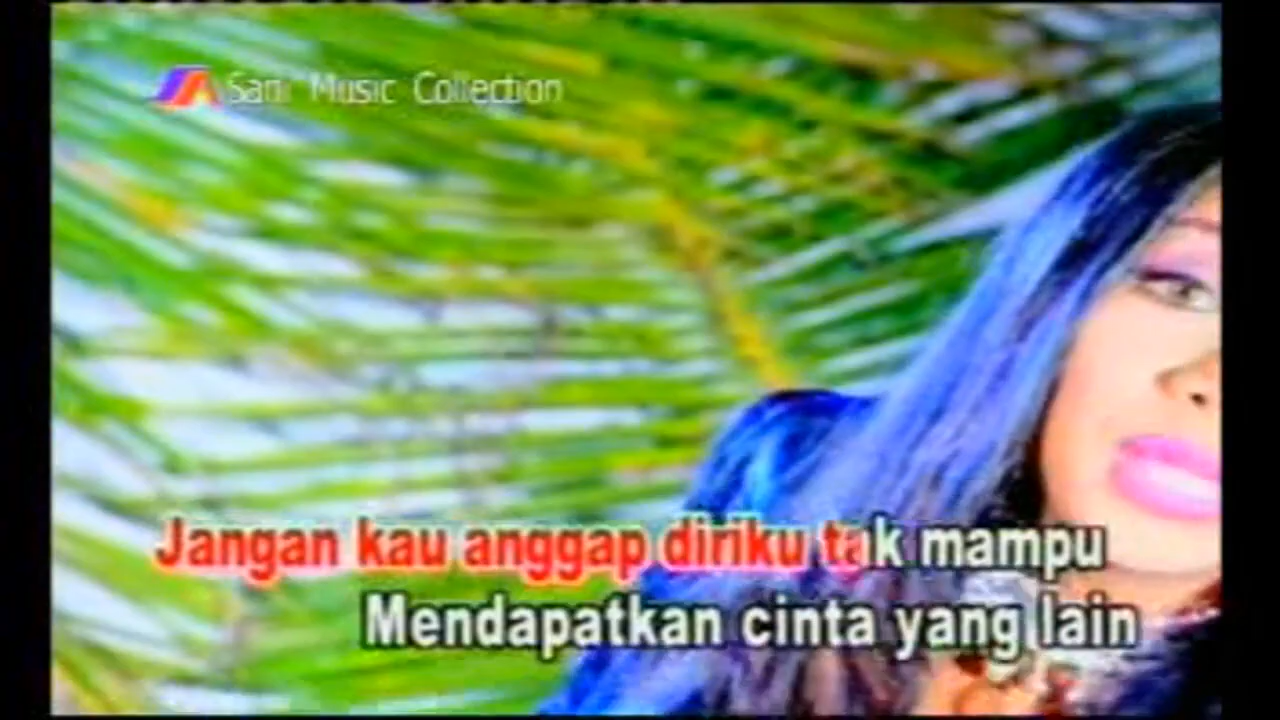 Sani Music Collection
Jangan kau anggap diriku tak mampu
Mendapatkan cinta yang lain